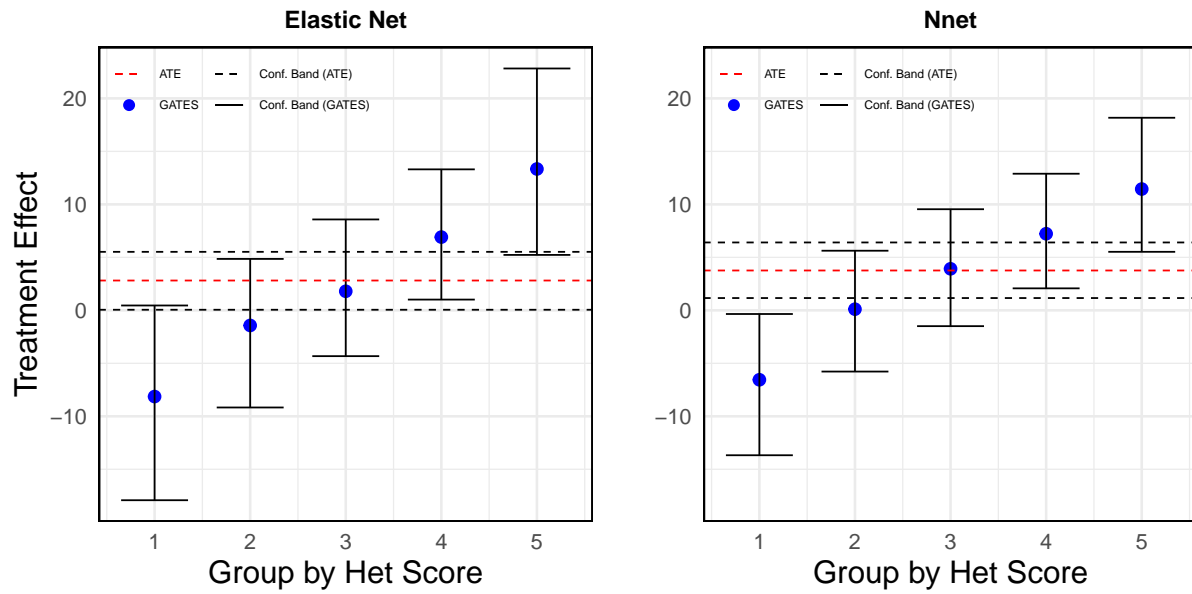 Elastic Net
ATE
Conf. Band (ATE)
GATES
Conf. Band (GATES)
20
10
0
−10
Treatment Effect
1 2 3 4 5
Group by Het Score
Nnet
ATE
Conf. Band (ATE)
GATES
Conf. Band (GATES)
20
10
0
−10
1 2 3 4 5
Group by Het Score